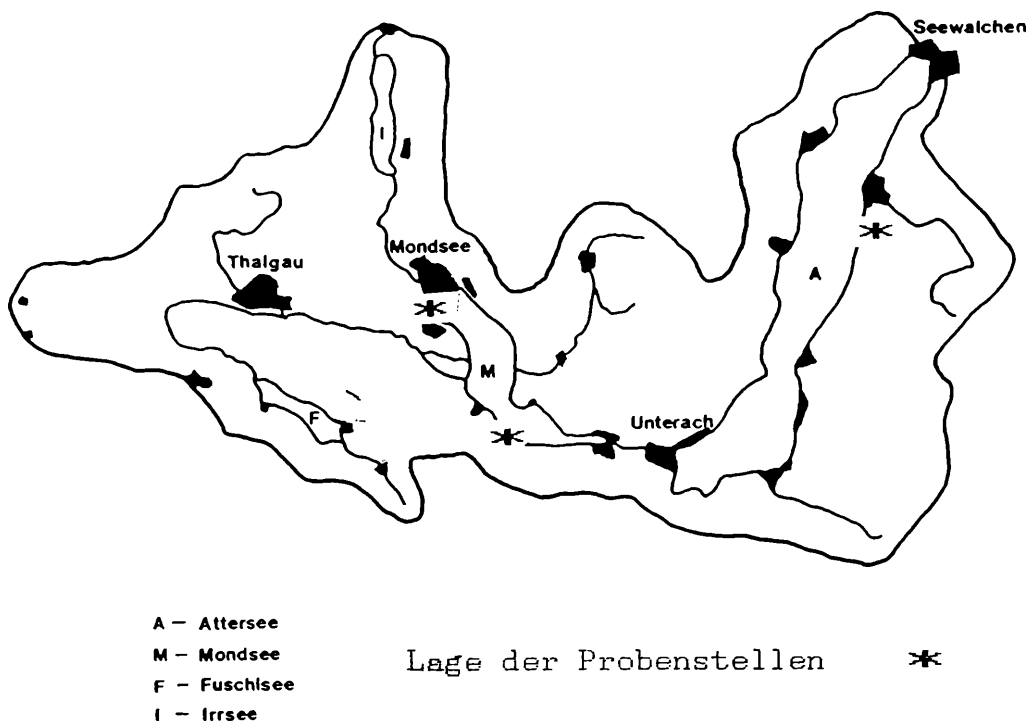 Seewalchen
I
Mondsee
Thalgau
A
M
F
Unterach
A – Attersee
M – Mondsee
F – Fuschlsee
I – Irrsee
Lage der Probenstellen